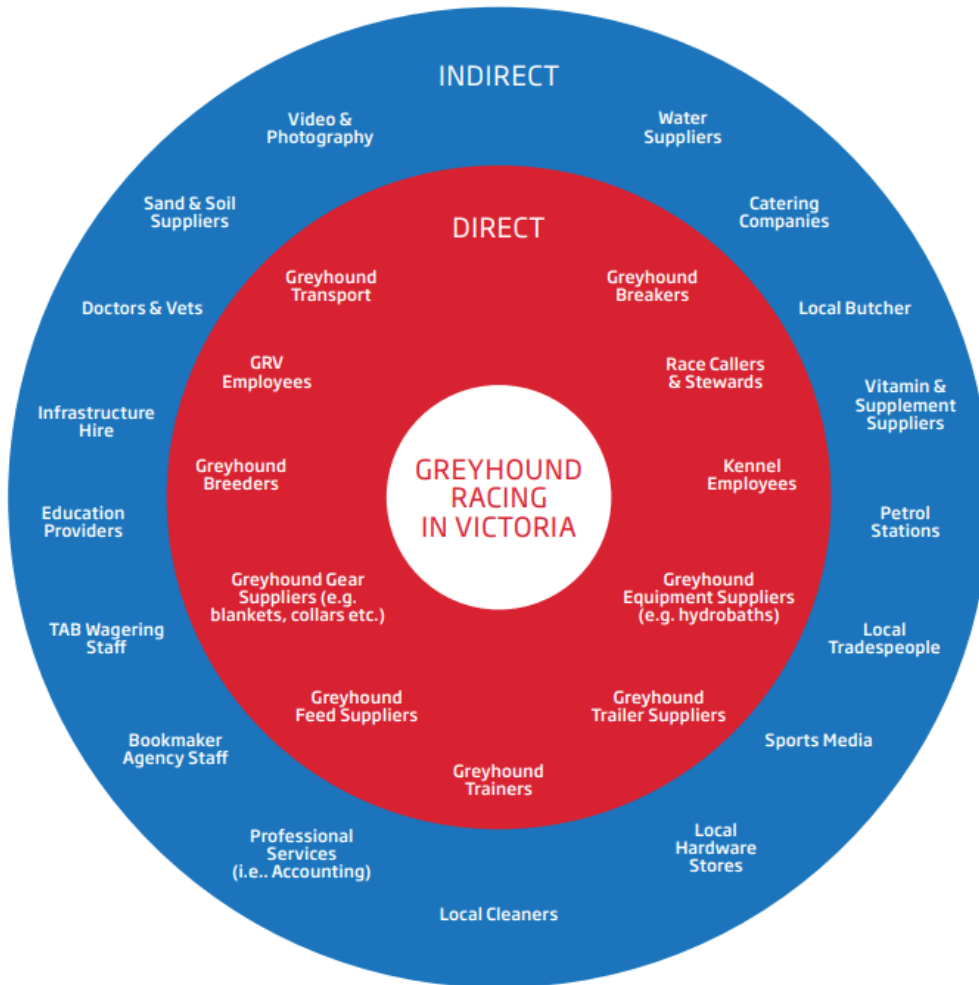 INDIRECT
Video &
Photography
Water
Suppliers
Sand & Soil
Suppliers
Catering
Companies
Doctors & Vets
Local Butcher
Infrastructure
Hire
Vitamin &
Supplement
Suppliers
Education
Providers
Petrol
Stations
TAB Wagering
Staff
Local
Tradespeople
Bookmaker
Agency Staff
Sports Media
Professional
Services
(i.e.. Accounting)
Local
Hardware
Stores
Local Cleaners
DIRECT
Greyhound
Transport
Greyhound
Breakers
GRV
Employees
Race Callers
& Stewards
Greyhound
Breeders
Kennel
Employees
Greyhound Gear
Suppliers (e.g.
blankets, collars etc.)
Greyhound
Equipment Suppliers
(e.g. hydrobaths)
Greyhound
Feed Suppliers
Greyhound
Trailer Suppliers
Greyhound
Trainers
GREYHOUND
RACING
IN VICTORIA